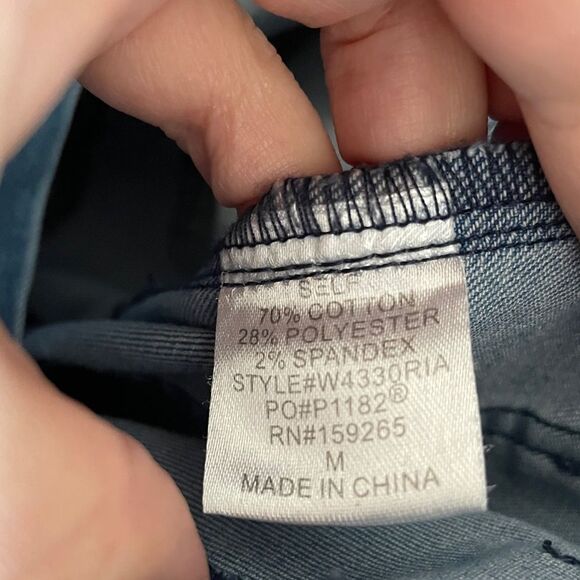 SELF
70% COTTON
28% POLYESTER
2% SPANDEX
STYLE#W4330RIA
PO#P1182®
RN#159265
M
MADE IN CHINA